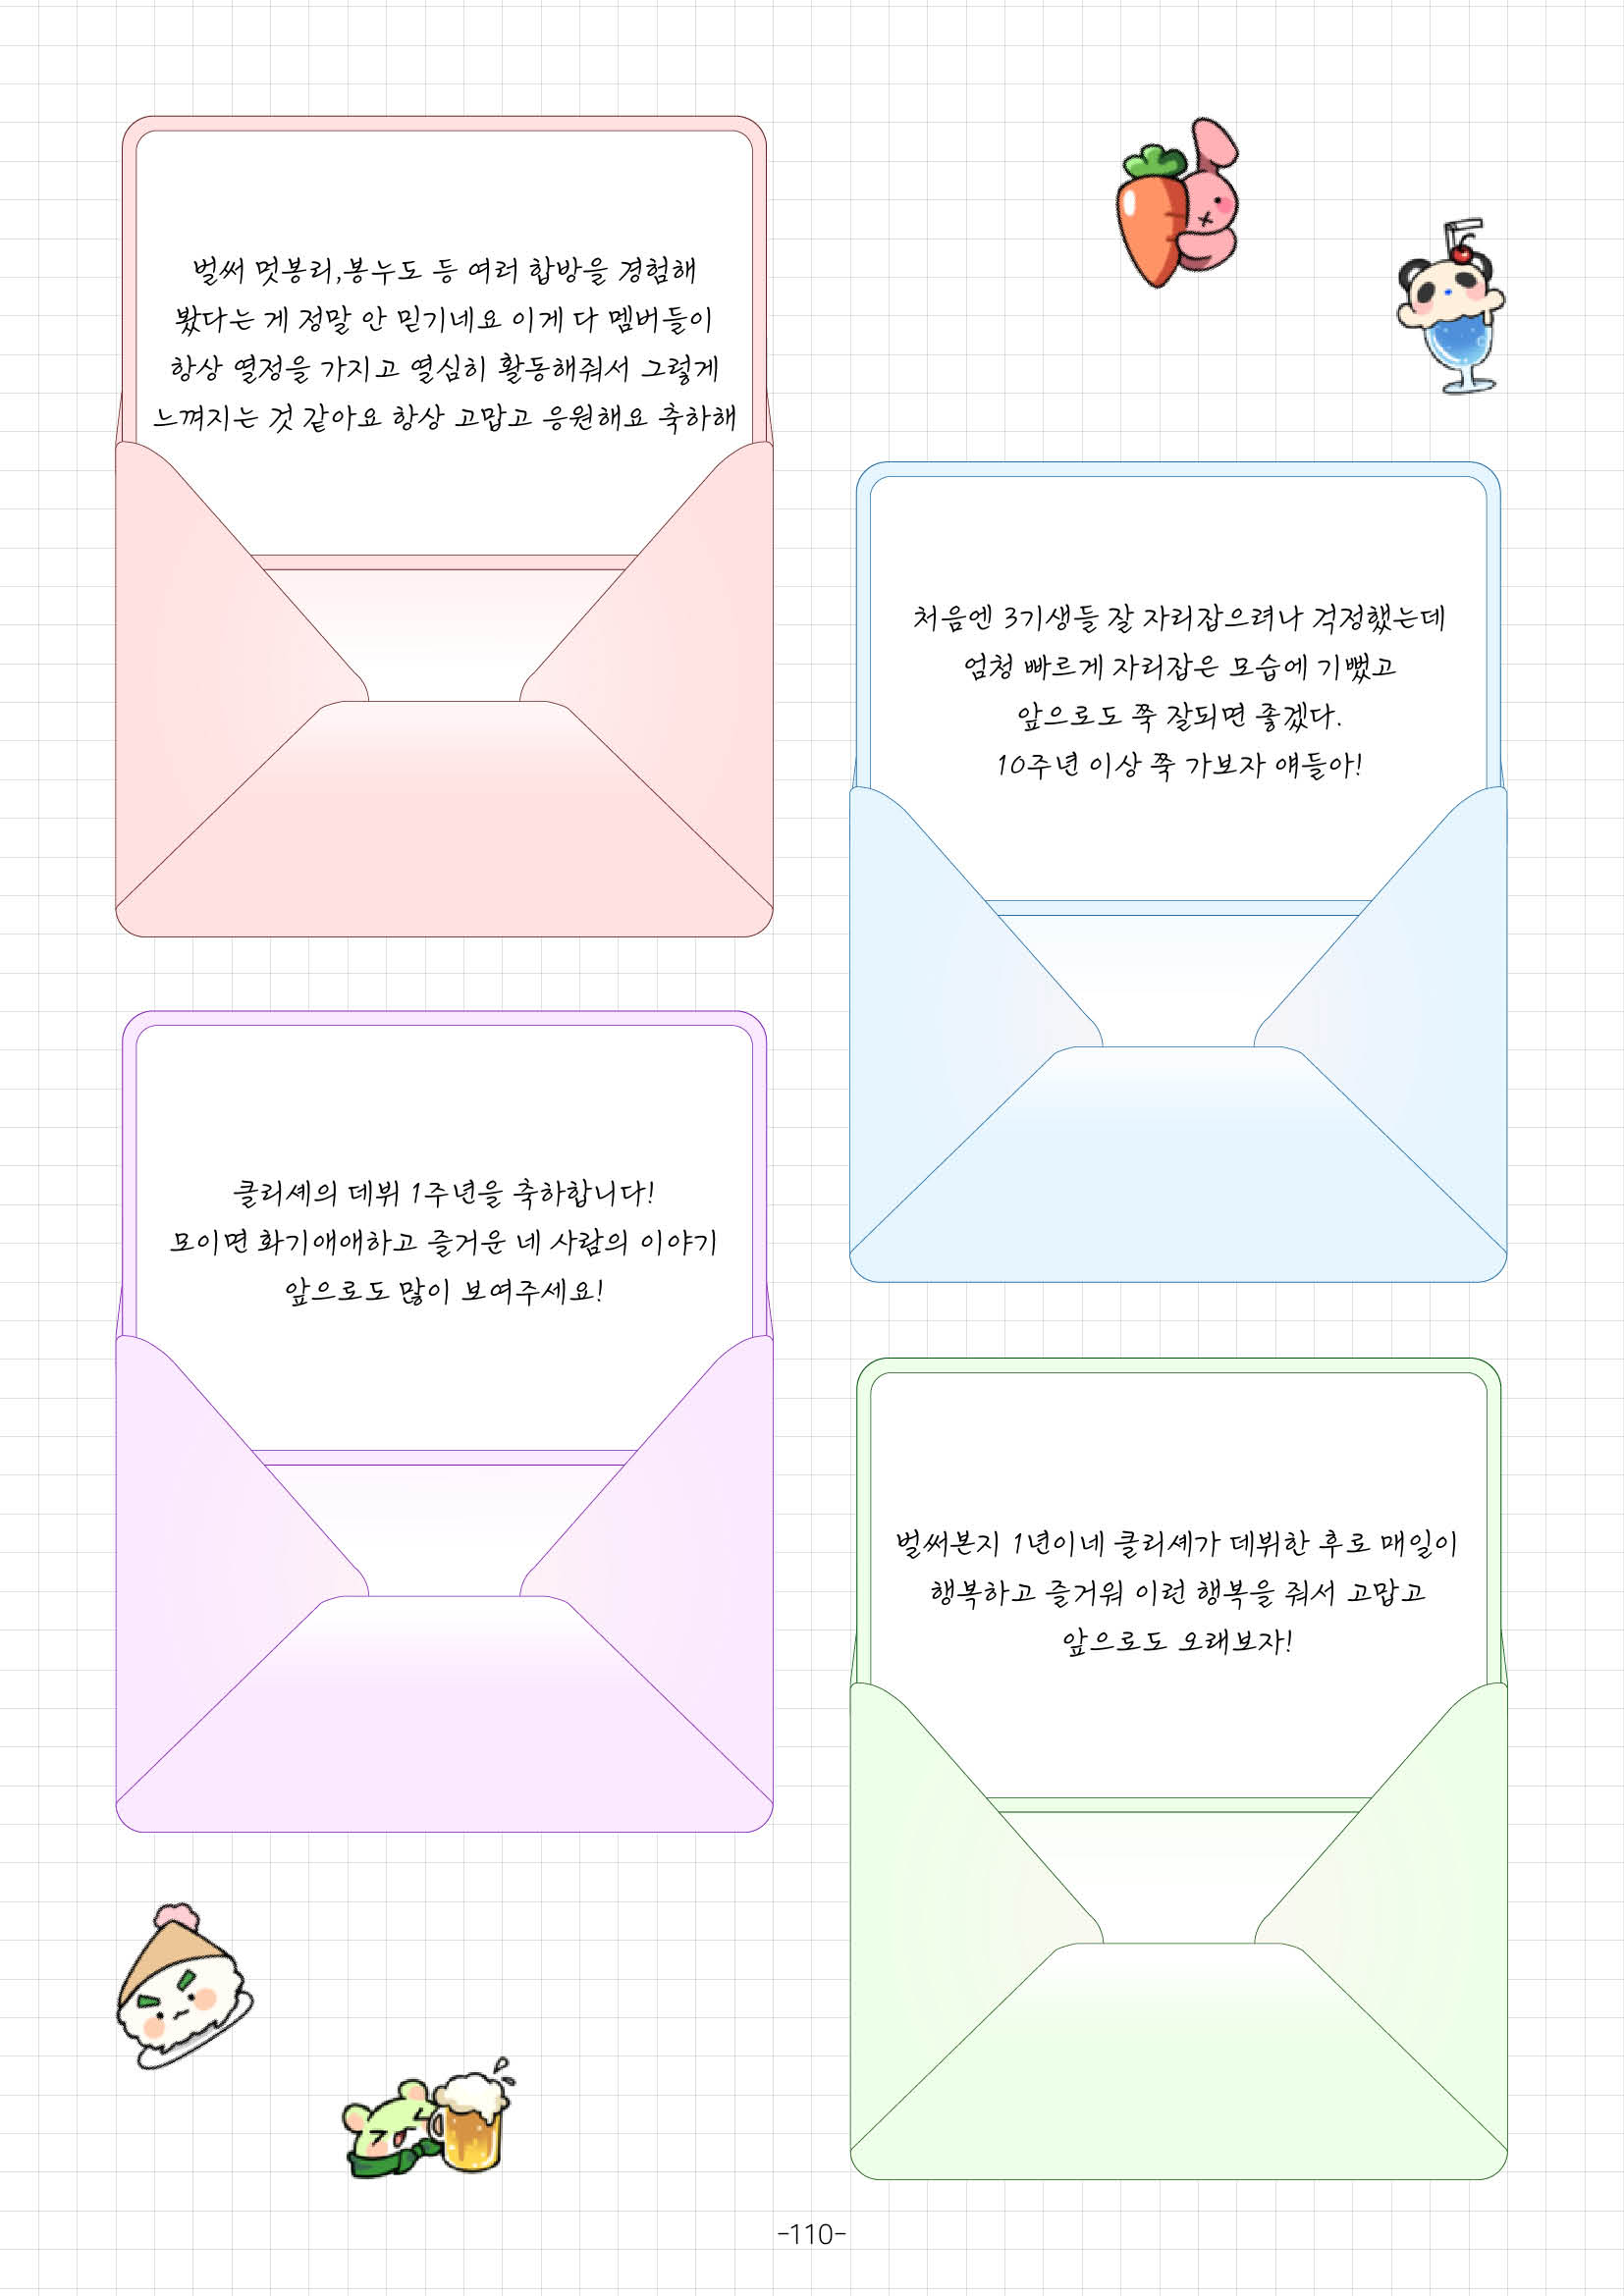 벌써 멋봉리,봉누도 등 여러 합방을 경험해
봤다는 게 정말 안 믿기네요 이게 다 멤버들이
항상 열정을 가지고 열심히 활동해줘서 그렇게
느껴지는 것 같아요 항상 고맙고 응원해요 축하해
처음엔 3기생들 잘 자리잡으려나 걱정했는데
엄청 빠르게 자리잡은 모습에 기뻤고
앞으로도 쭉 잘되면 좋겠다.
10주년 이상 쭉 가보자 얘들아!
클리셰의 데뷔 1주년을 축하합니다!
모이면 화기애애하고 즐거운 네 사람의 이야기
앞으로도 많이 보여주세요!
벌써본지 1년이네 클리셰가 데뷔한 후로 매일이
행복하고 즐거워 이런 행복을 줘서 고맙고
앞으로도 오래보자!
-110-